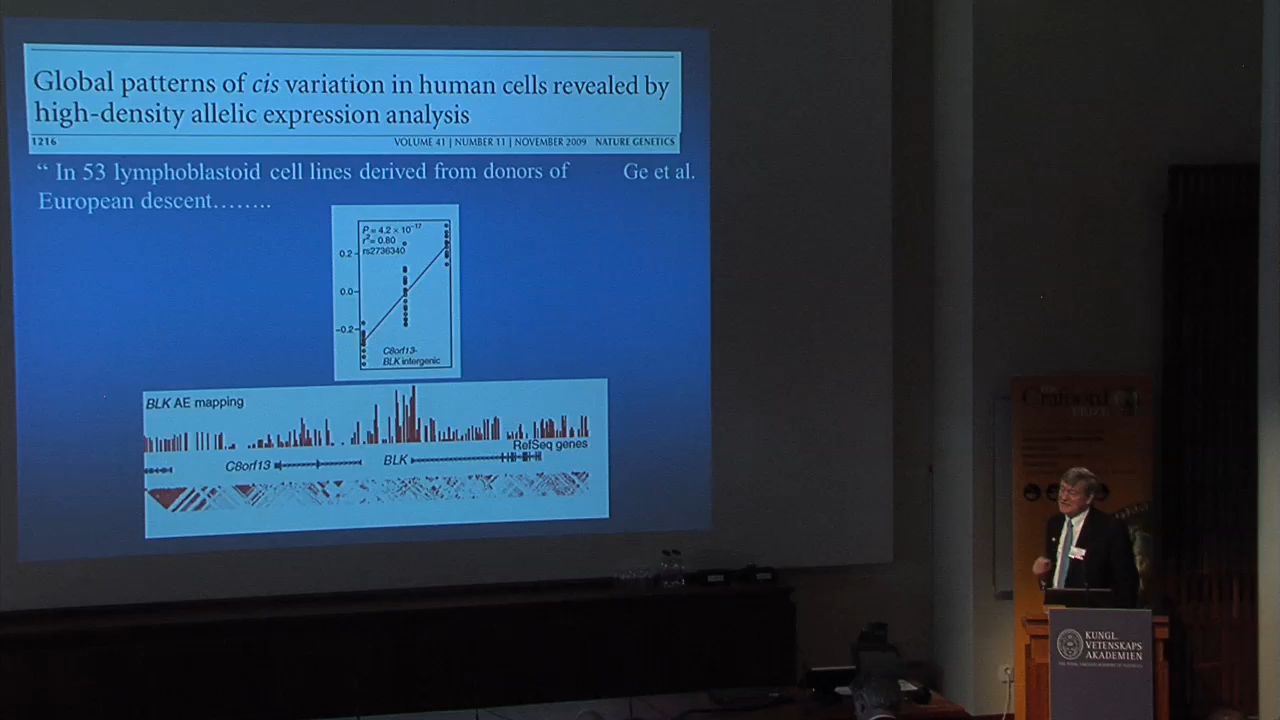 Global patterns of cis variation in human cells revealed by
high-density allelic expression analysis
1216 VOLUME 41 | NUMBER 11 | NOVEMBER 2009 NATURE GENETICS
“ In 53 lymphoblastoid cell lines derived from donors of
European descent……..
Ge et al.
P = 4.2 × 10⁻¹⁷
r² = 0.80
rs2736340
0.2
0.0
–0.2
C8orf13-
BLK intergenic
BLK AE mapping
RefSeq genes
C8orf13 BLK
Crafoord
PRIZE
KUNGL.
VETENSKAPS
AKADEMIEN
THE ROYAL SWEDISH ACADEMY OF SCIENCES